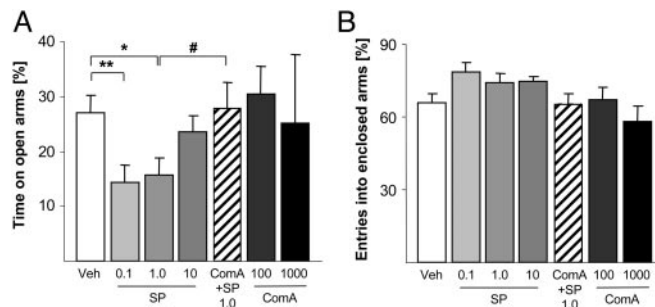 A
Time on open arms [%]
40
30
20
10
**
*
#
Veh
0.1
1.0
10
ComA
+SP
1.0
100
1000
SP
ComA
B
Entries into enclosed arms [%]
90
60
30
Veh
0.1
1.0
10
ComA
+SP
1.0
100
1000
SP
ComA